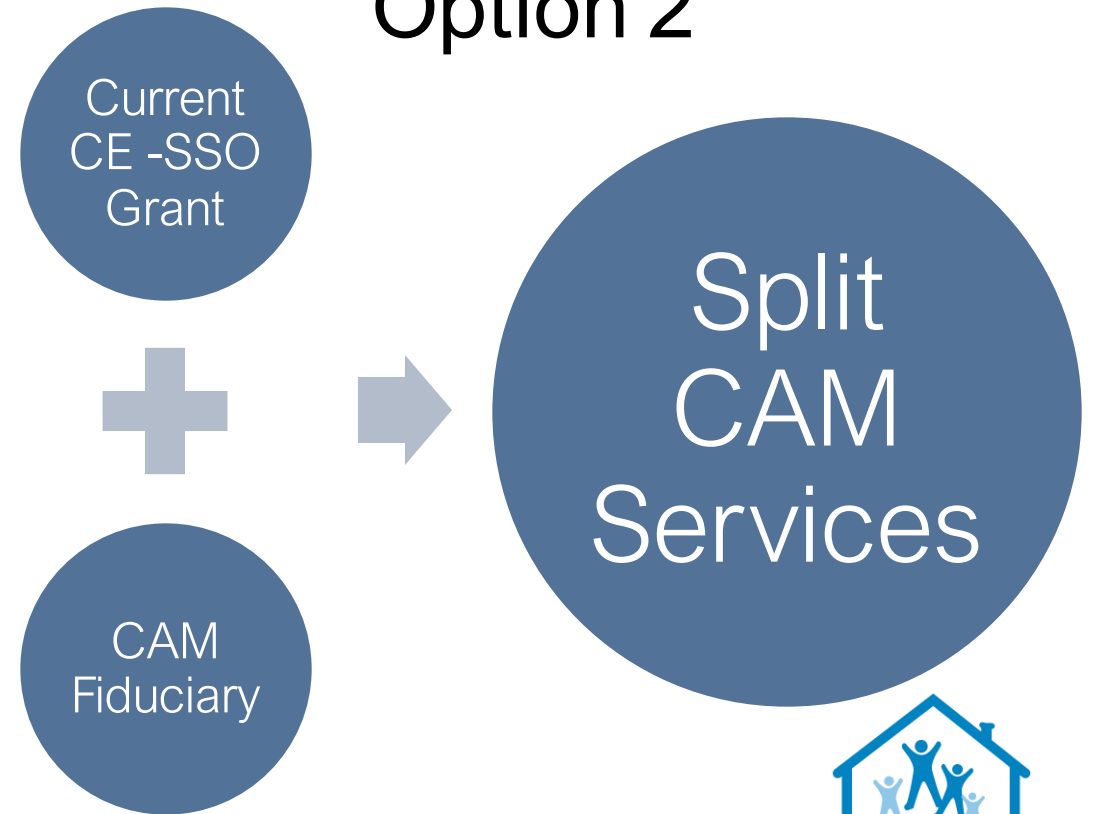 Option 2
Current
CE -SSO
Grant
CAM
Fiduciary
Split
CAM
Services